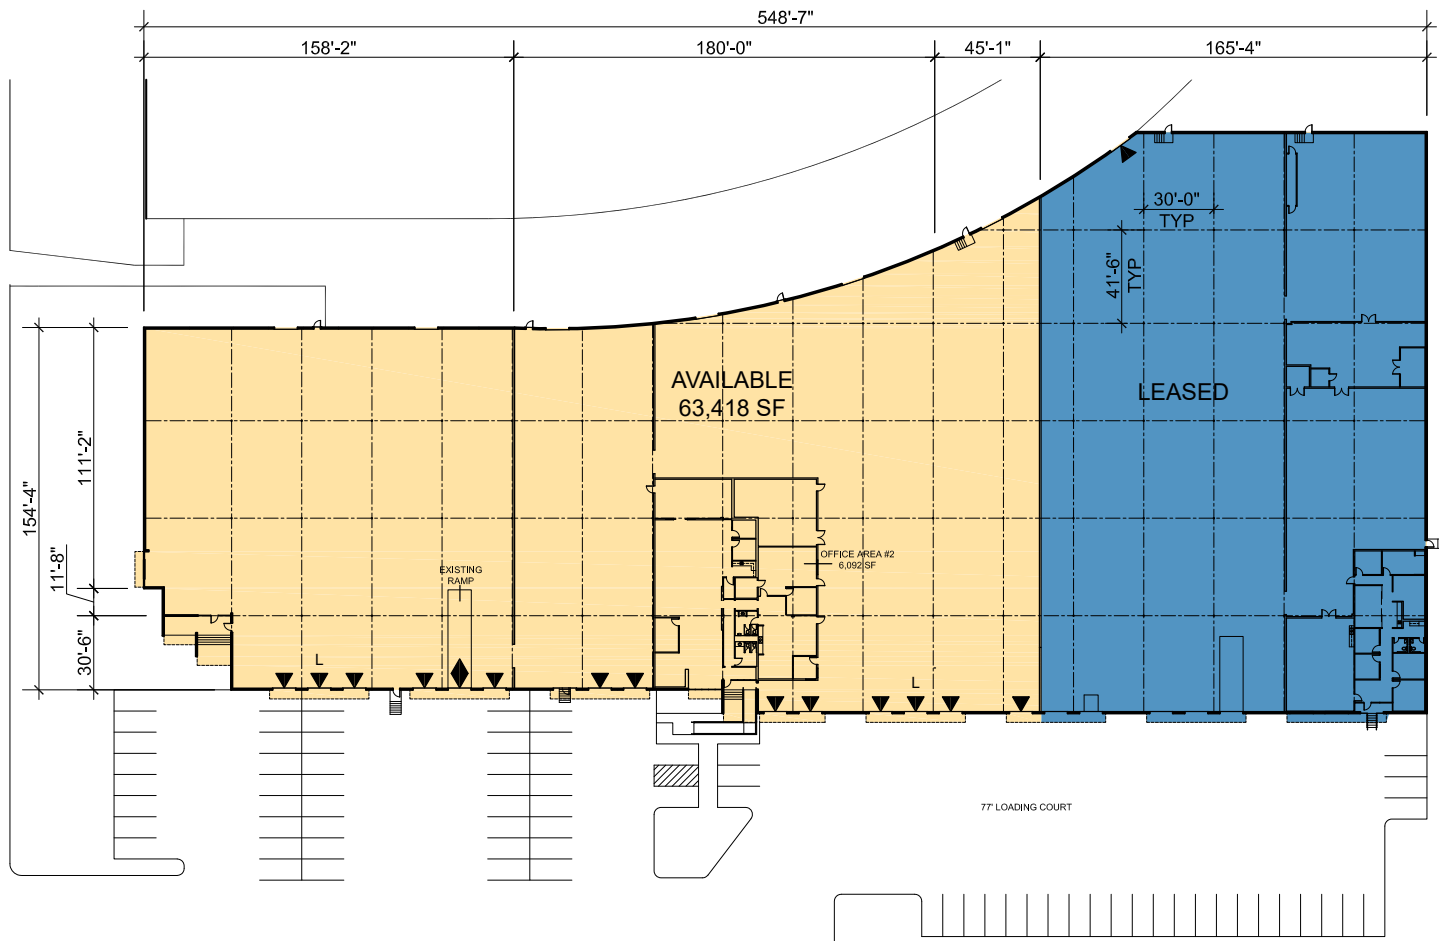 548'-7"
158'-2"
180'-0"
45'-1"
165'-4"
30'-0"
TYP
41'-6"
TYP
AVAILABLE
63,418 SF
LEASED
154'-4"
111'-2"
11'-8"
30'-6"
OFFICE AREA #2
6,092 SF
EXISTING
RAMP
L
L
77' LOADING COURT